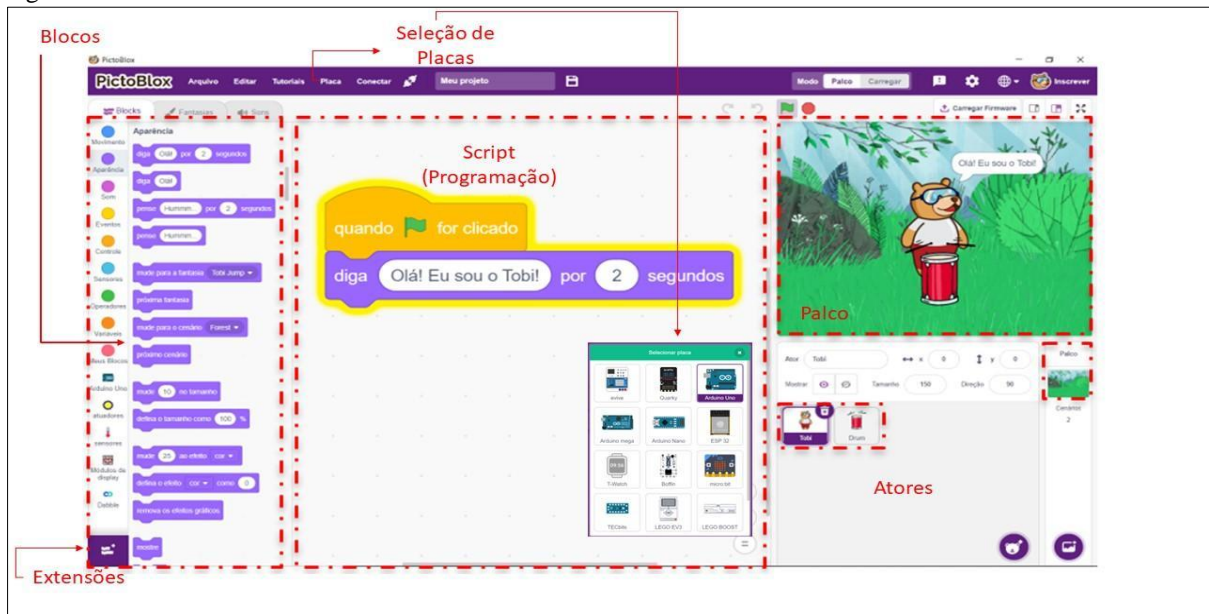 Blocos
Seleção de
Placas
PictoBlox
PictoBlox
Arquivo Editar Tutoriais Placa Conectar Meu projeto Modo Palco Carregar Inscrever
Blocks Fantasias Sons Carregar Firmware
Movimento
Aparência
Som
Eventos
Controle
Sensores
Operadores
Variáveis
Meus Blocos
Arduino Uno
atuadores
sensores
Módulos de
display
Dabble
Aparência
diga Olá! por 2 segundos
diga Olá!
pense Hummm... por 2 segundos
pense Hummm...
mude para a fantasia Tobi Jump
próxima fantasia
mude para o cenário Forest
próximo cenário
mude 10 no tamanho
defina o tamanho como 100 %
mude 25 ao efeito cor
defina o efeito cor como 0
remova os efeitos gráficos
mostre
Script
(Programação)
quando for clicado
diga Olá! Eu sou o Tobi! por 2 segundos
Selecionar placa
evive Quarky Arduino Uno
Arduino mega Arduino Nano ESP 32
T-Watch Boffin micro:bit
TECbits LEGO EV3 LEGO BOOST
Olá! Eu sou o Tobi!
Palco
Ator Tobi x 0 y 0
Mostrar Tamanho 150 Direção 90
Tobi Drum
Palco
Cenários
2
Atores
Extensões